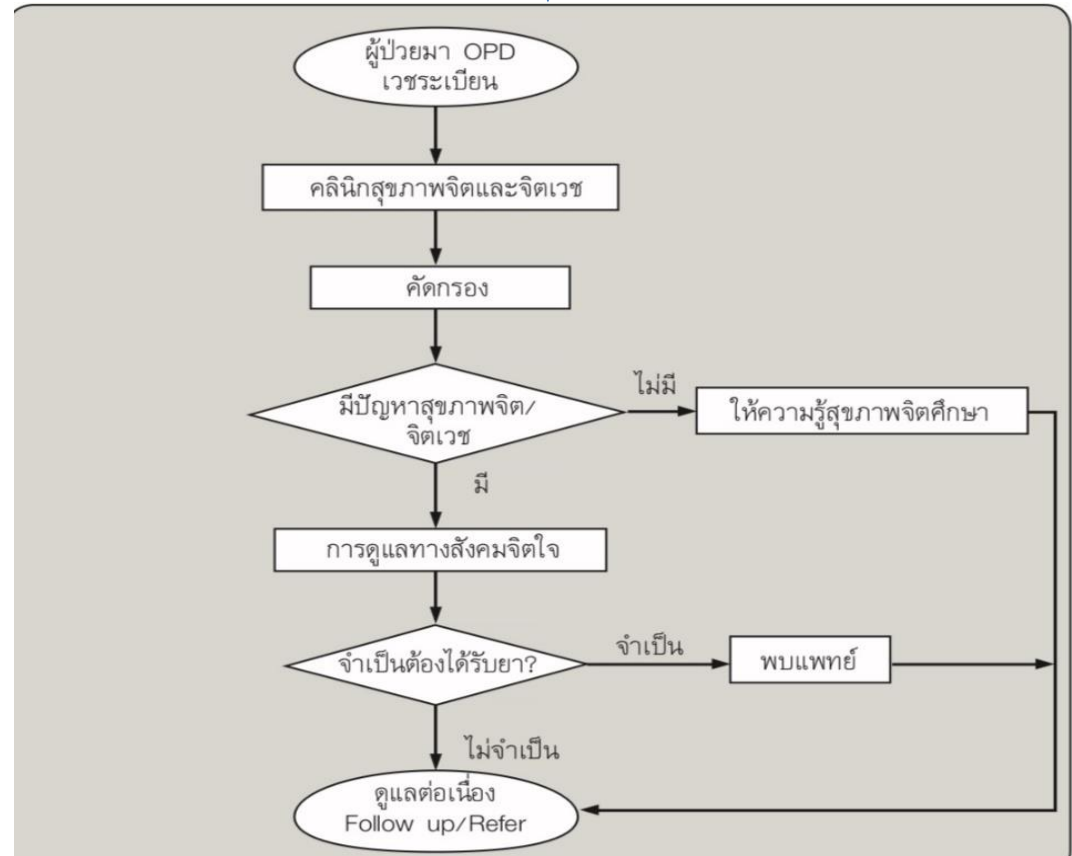 ผู้ป่วยมา OPD
เวชระเบียน
คลินิกสุขภาพจิตและจิตเวช
คัดกรอง
มีปัญหาสุขภาพจิต/
จิตเวช
ไม่มี
ให้ความรู้สุขภาพจิตศึกษา
มี
การดูแลทางสังคมจิตใจ
จำเป็นต้องได้รับยา?
จำเป็น
พบแพทย์
ไม่จำเป็น
ดูแลต่อเนื่อง
Follow up/Refer